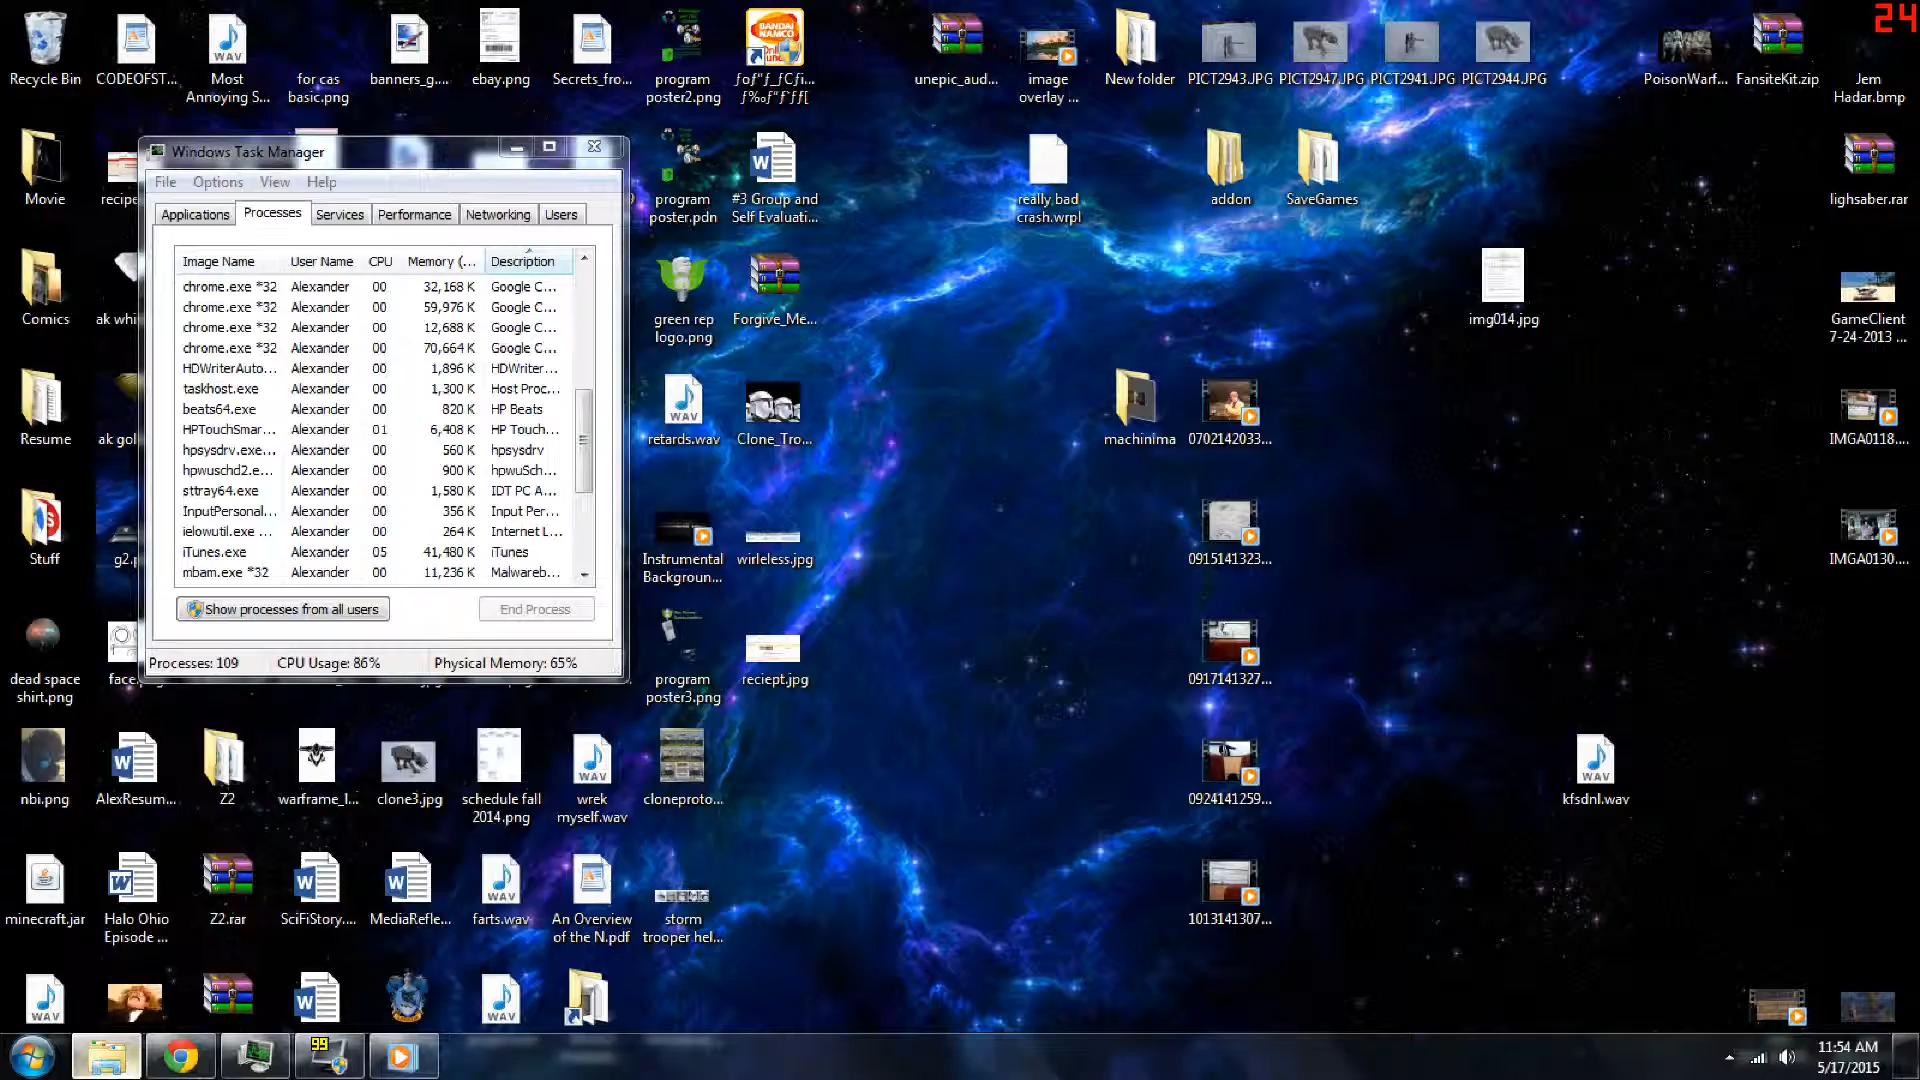 24
Recycle Bin
CODEOFST...
Most
Annoying S...
for cas
basic.png
banners_g....
ebay.png
Secrets_fro...
program
poster2.png
BANDAI
NAMCO
ƒoƒ“ƒ_ƒCƒi...
unepic_aud...
image
overlay ...
New folder
PICT2943.JPG
PICT2947.JPG
PICT2941.JPG
PICT2944.JPG
PoisonWarf...
FansiteKit.zip
Jem
Hadar.bmp
Movie
recipe
program
poster.pdn
#3 Group and
Self Evaluati...
really bad
crash.wrpl
addon
SaveGames
lighsaber.rar
Windows Task Manager
File Options View Help
Applications Processes Services Performance Networking Users
Image Name User Name CPU Memory (... Description
chrome.exe *32 Alexander 00 32,168 K Google C...
chrome.exe *32 Alexander 00 59,976 K Google C...
chrome.exe *32 Alexander 00 12,688 K Google C...
chrome.exe *32 Alexander 00 70,664 K Google C...
HDWriterAuto... Alexander 00 1,896 K HDWriter...
taskhost.exe Alexander 00 1,300 K Host Proc...
beats64.exe Alexander 00 820 K HP Beats
HPTouchSmar... Alexander 01 6,408 K HP Touch...
hpsysdrv.exe... Alexander 00 560 K hpsysdrv
hpwuschd2.e... Alexander 00 900 K hpwuSch...
sttray64.exe Alexander 00 1,580 K IDT PC A...
InputPersonal... Alexander 00 356 K Input Per...
ielowutil.exe ... Alexander 00 264 K Internet L...
iTunes.exe Alexander 05 41,480 K iTunes
mbam.exe *32 Alexander 00 11,236 K Malwareb...
Show processes from all users
End Process
Processes: 109 CPU Usage: 86% Physical Memory: 65%
Comics
ak whi
green rep
logo.png
Forgive_Me...
img014.jpg
GameClient
7-24-2013 ...
Resume
ak gol
WAV
retards.wav
Clone_Tro...
machinima
0702142033...
IMGA0118....
Stuff
g2.p
Instrumental
Backgroun...
wirleless.jpg
0915141323...
IMGA0130....
dead space
shirt.png
face.png
program
poster3.png
reciept.jpg
0917141327...
nbi.png
AlexResum...
Z2
warframe_l...
clone3.jpg
schedule fall
2014.png
WAV
wrek
myself.wav
cloneproto...
0924141259...
WAV
kfsdnl.wav
minecraft.jar
Halo Ohio
Episode ...
Z2.rar
SciFiStory....
MediaRefle...
WAV
farts.wav
An Overview
of the N.pdf
storm
trooper hel...
1013141307...
WAV
WAV
99
11:54 AM
5/17/2015